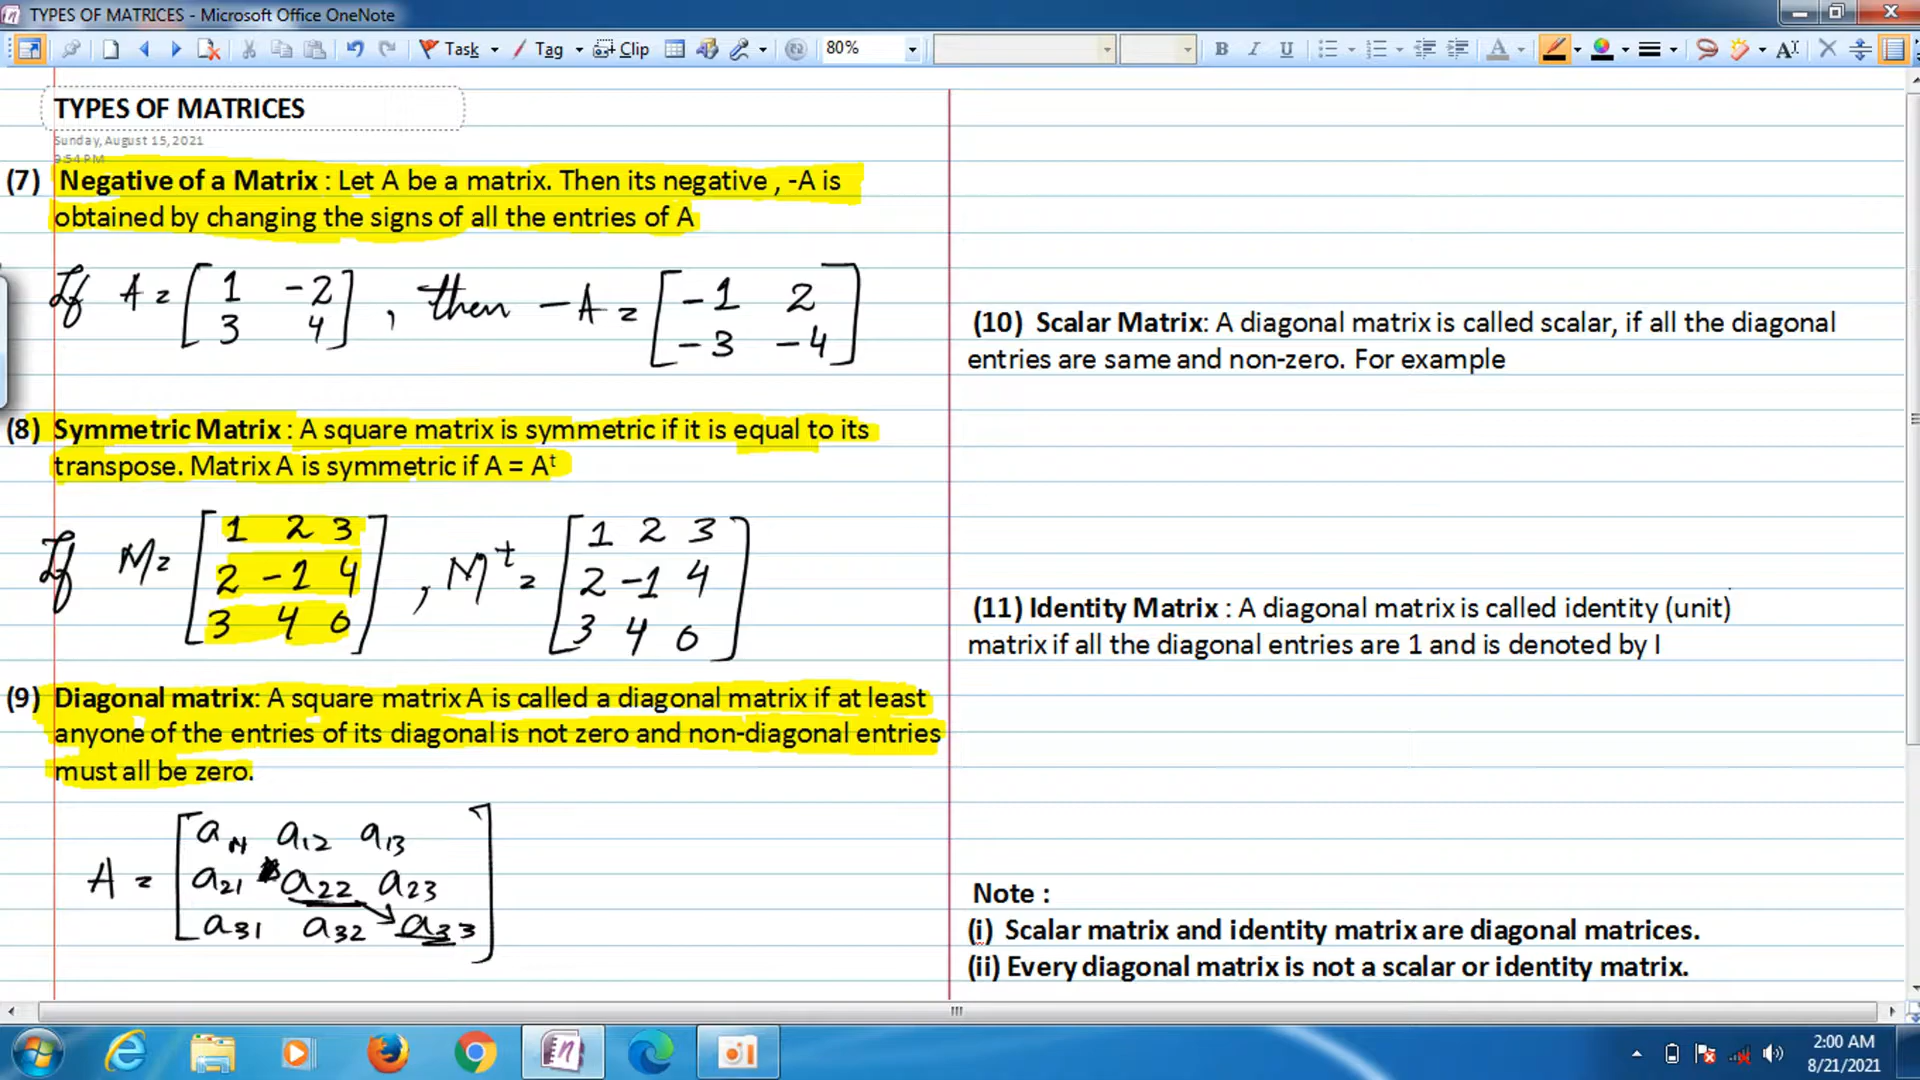 TYPES OF MATRICES - Microsoft Office OneNote
Task Tag Clip 80% B I U A A
TYPES OF MATRICES
Sunday, August 15, 2021
9:54 PM
(7) Negative of a Matrix : Let A be a matrix. Then its negative , -A is
obtained by changing the signs of all the entries of A
If A = [ 1 -2
3 4 ] , then -A = [ -1 2
-3 -4 ]
(8) Symmetric Matrix : A square matrix is symmetric if it is equal to its
transpose. Matrix A is symmetric if A = Aᵗ
If M = [ 1 2 3
2 -1 4
3 4 0 ] , Mᵗ = [ 1 2 3
2 -1 4
3 4 0 ]
(9) Diagonal matrix: A square matrix A is called a diagonal matrix if at least
anyone of the entries of its diagonal is not zero and non-diagonal entries
must all be zero.
A = [ a11 a12 a13
a21 a22 a23
a31 a32 a33 ]
(10) Scalar Matrix: A diagonal matrix is called scalar, if all the diagonal
entries are same and non-zero. For example
(11) Identity Matrix : A diagonal matrix is called identity (unit)
matrix if all the diagonal entries are 1 and is denoted by I
Note :
(i) Scalar matrix and identity matrix are diagonal matrices.
(ii) Every diagonal matrix is not a scalar or identity matrix.
2:00 AM
8/21/2021